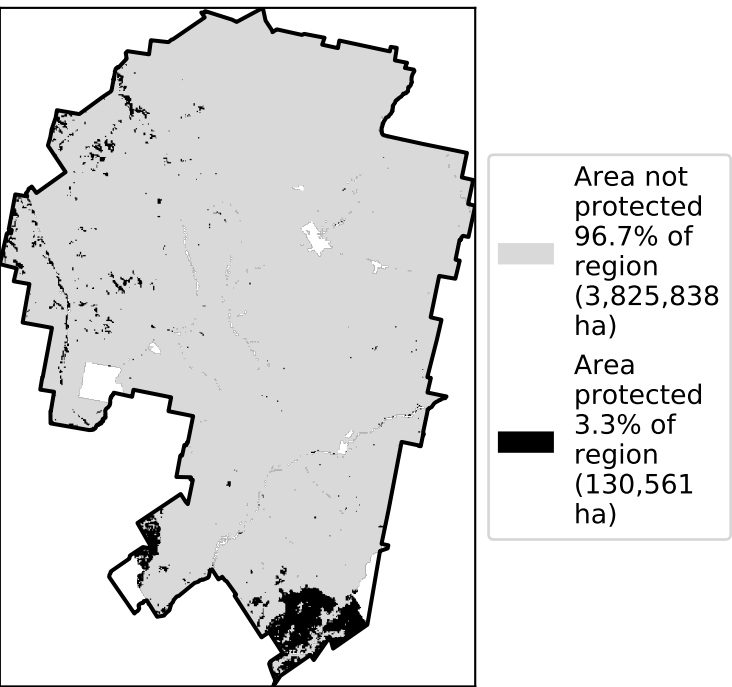 Area not
protected
96.7% of
region
(3,825,838
ha)
Area
protected
3.3% of
region
(130,561
ha)